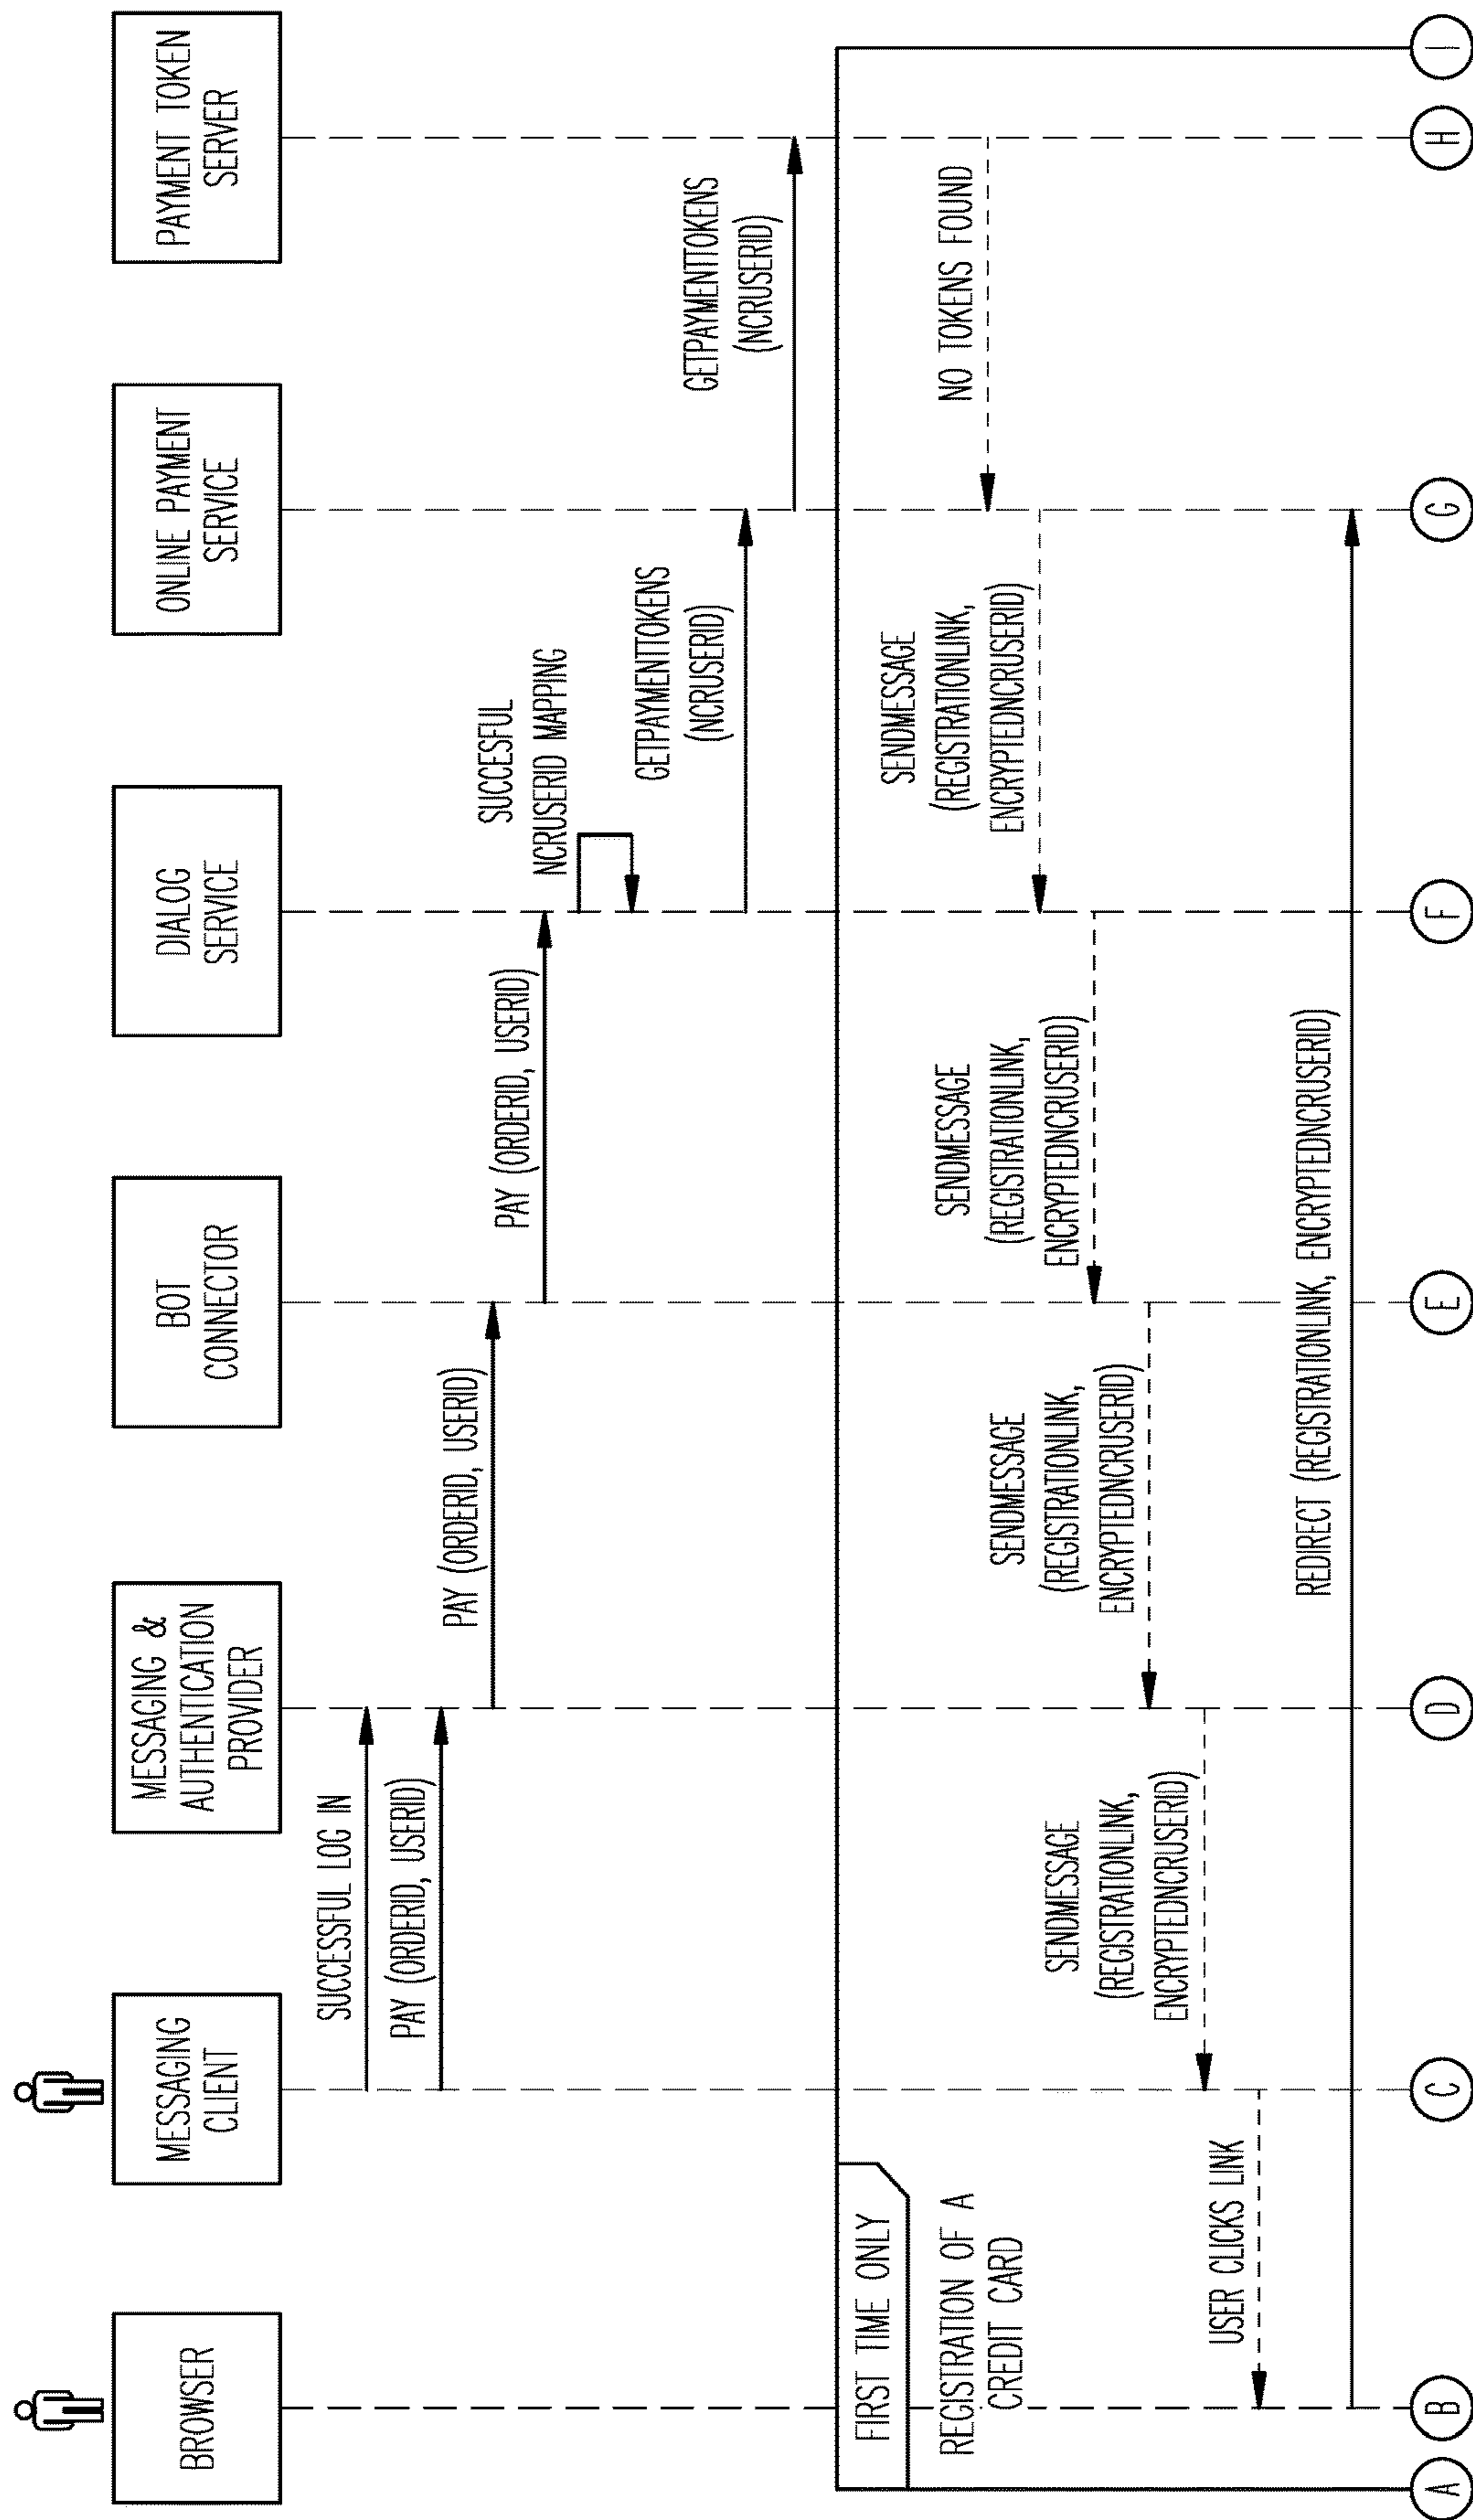 BROWSER
MESSAGING
CLIENT
MESSAGING &
AUTHENTICATION
PROVIDER
BOT
CONNECTOR
DIALOG
SERVICE
ONLINE PAYMENT
SERVICE
PAYMENT TOKEN
SERVER
SUCCESSFUL LOG IN
PAY (ORDERID, USERID)
PAY (ORDERID, USERID)
PAY (ORDERID, USERID)
SUCCESFUL
NCRUSERID MAPPING
GETPAYMENTTOKENS
(NCRUSERID)
GETPAYMENTTOKENS
(NCRUSERID)
FIRST TIME ONLY
REGISTRATION OF A
CREDIT CARD
NO TOKENS FOUND
SENDMESSAGE
(REGISTRATIONLINK,
ENCRYPTEDNCRUSERID)
SENDMESSAGE
(REGISTRATIONLINK,
ENCRYPTEDNCRUSERID)
SENDMESSAGE
(REGISTRATIONLINK,
ENCRYPTEDNCRUSERID)
SENDMESSAGE
(REGISTRATIONLINK,
ENCRYPTEDNCRUSERID)
USER CLICKS LINK
REDIRECT (REGISTRATIONLINK, ENCRYPTEDNCRUSERID)
A
B
C
D
E
F
G
H
I